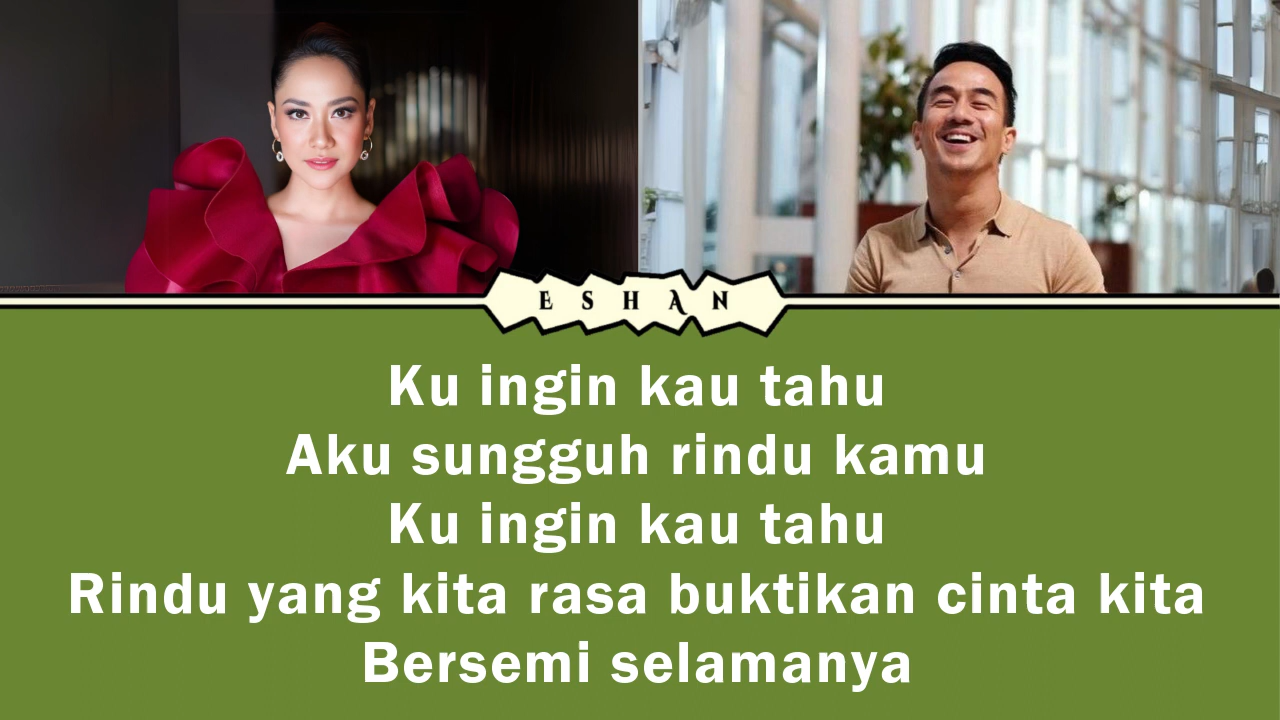 ESHAN
Ku ingin kau tahu
Aku sungguh rindu kamu
Ku ingin kau tahu
Rindu yang kita rasa buktikan cinta kita
Bersemi selamanya